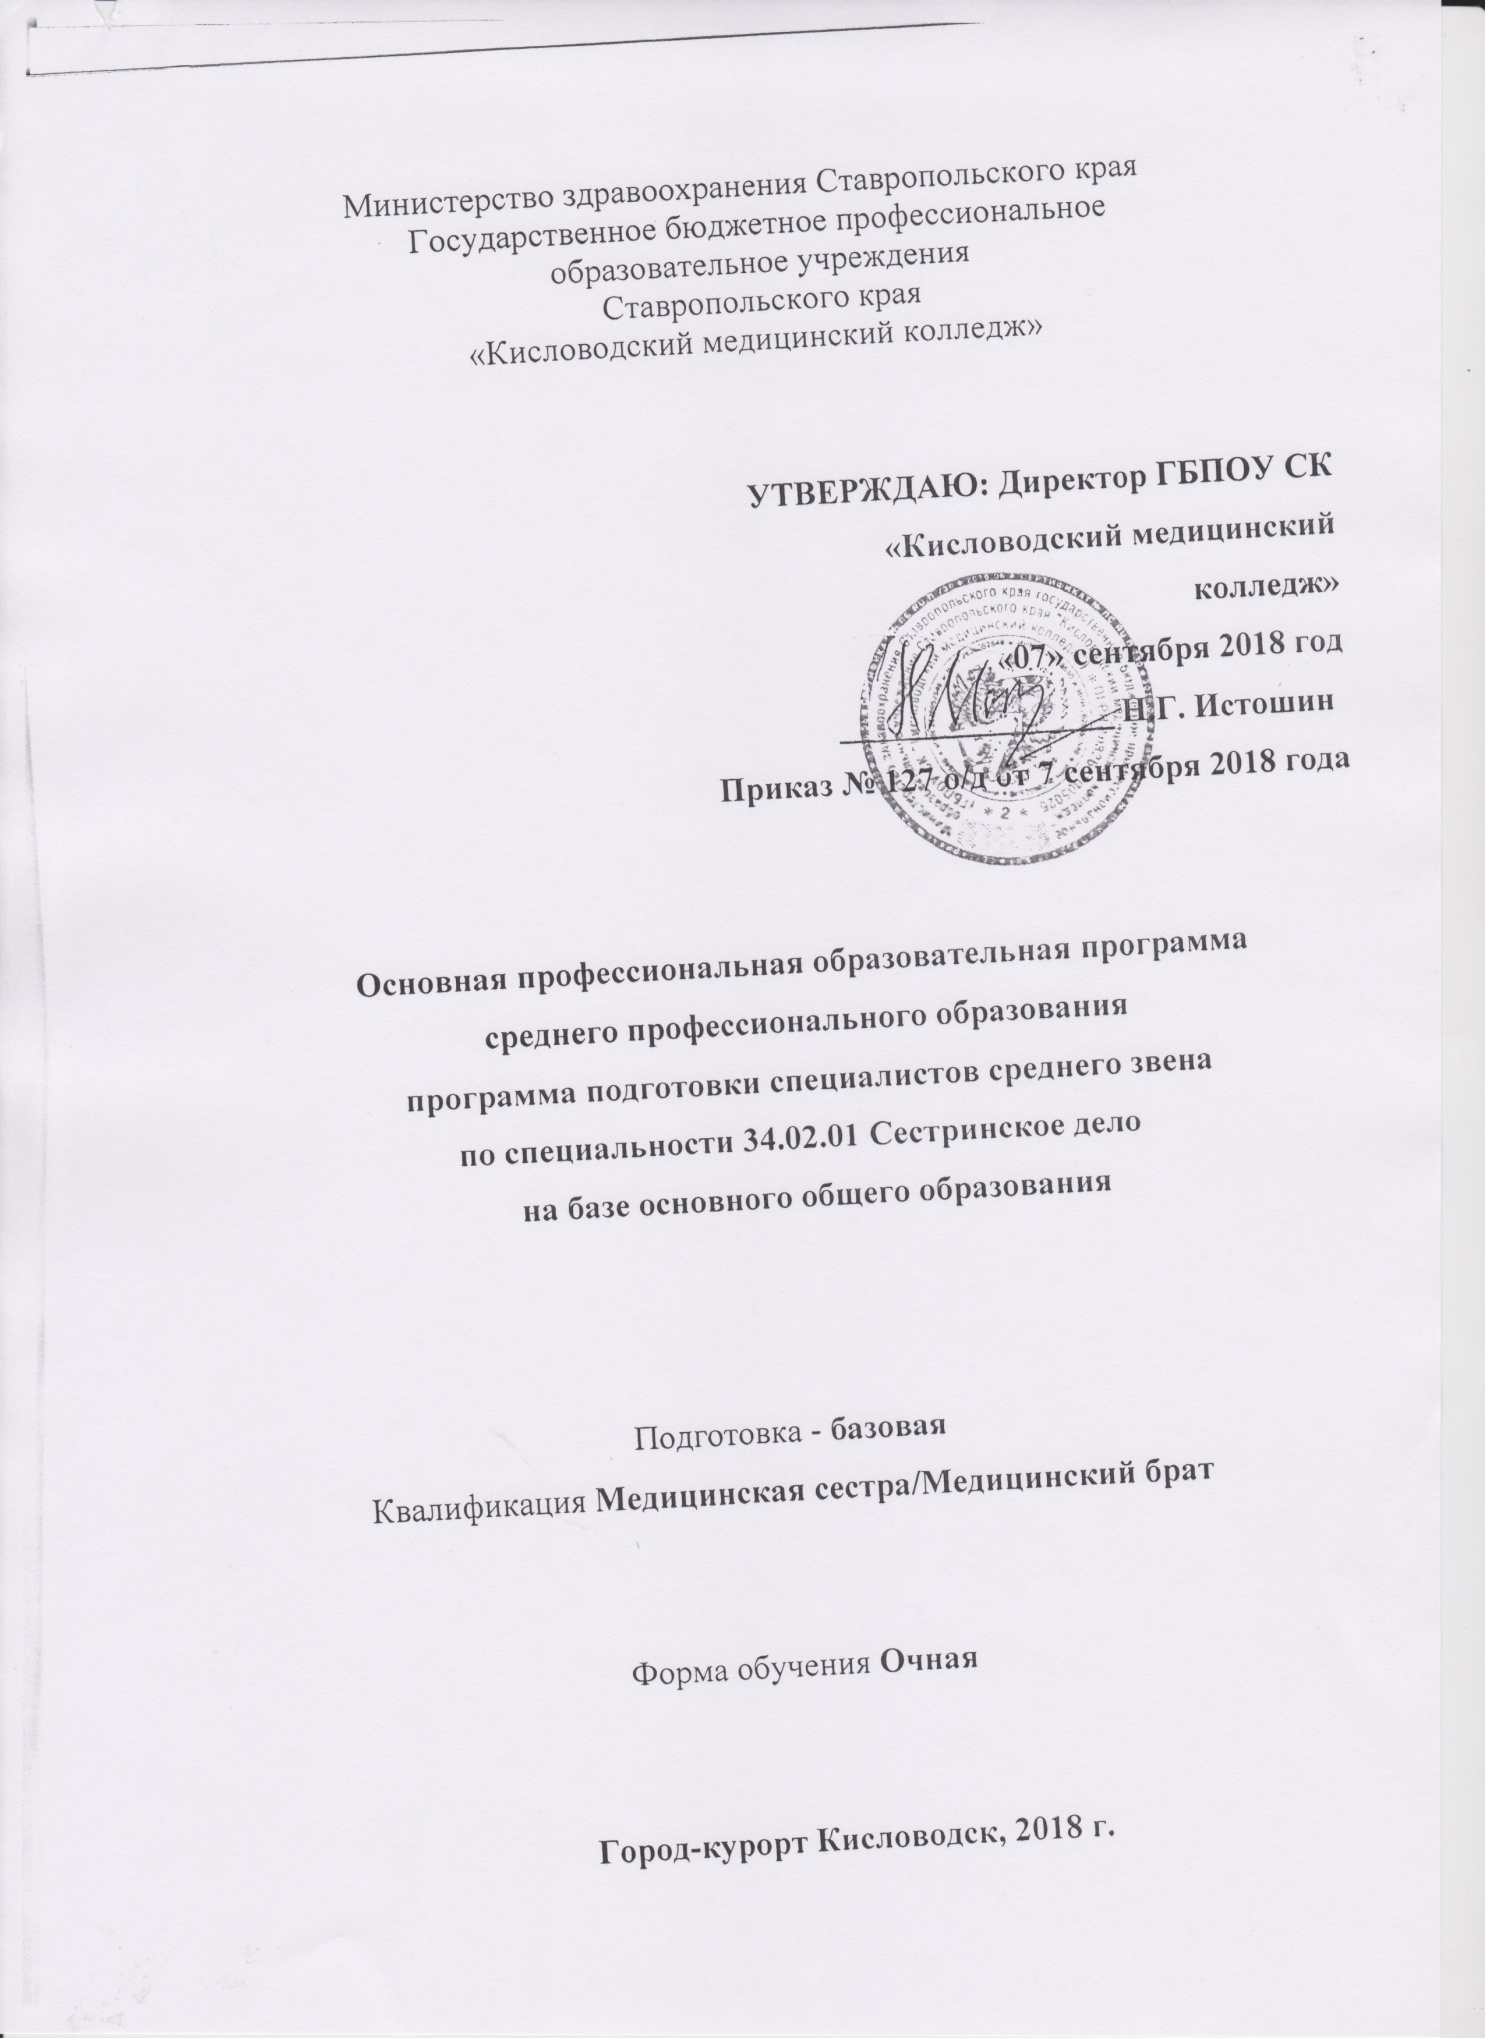 Министерство здравоохранения Ставропольского края
Государственное бюджетное профессиональное
образовательное учреждения
Ставропольского края
«Кисловодский медицинский колледж»
УТВЕРЖДАЮ: Директор ГБПОУ СК
«Кисловодский медицинский
колледж»
«07» сентября 2018 год
Н.Г. Истошин
Приказ № 127 о/д от 7 сентября 2018 года
* 2 *
Основная профессиональная образовательная программа
среднего профессионального образования
программа подготовки специалистов среднего звена
по специальности 34.02.01 Сестринское дело
на базе основного общего образования
Подготовка - базовая
Квалификация Медицинская сестра/Медицинский брат
Форма обучения Очная
Город-курорт Кисловодск, 2018 г.